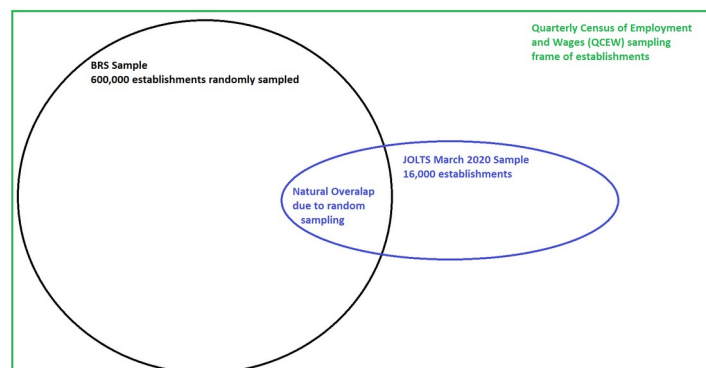 Quarterly Census of Employment
and Wages (QCEW) sampling
frame of establishments
BRS Sample
600,000 establishments randomly sampled
JOLTS March 2020 Sample
16,000 establishments
Natural Overalap
due to random
sampling